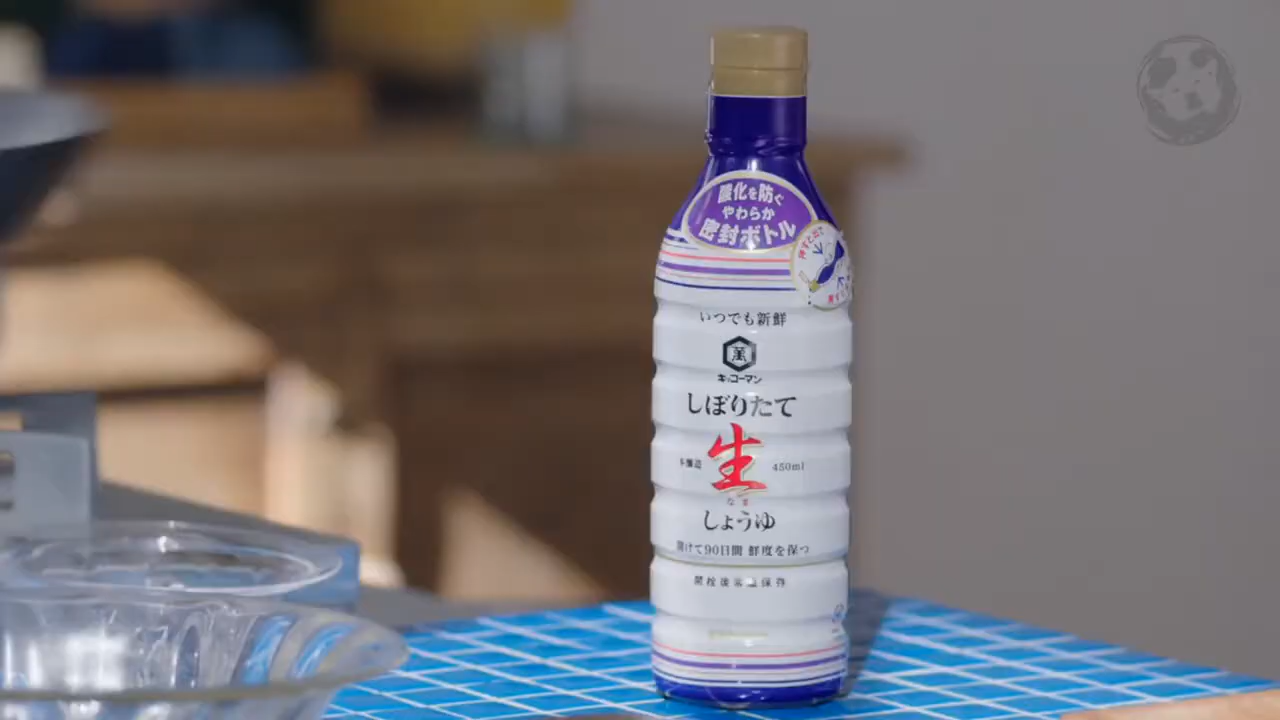 酸化を防ぐ
やわらか
密封ボトル
いつでも新鮮
萬
キッコーマン
しぼりたて
生
本醸造
450ml
なま
しょうゆ
開けて90日間 鮮度を保つ
開栓後常温保存